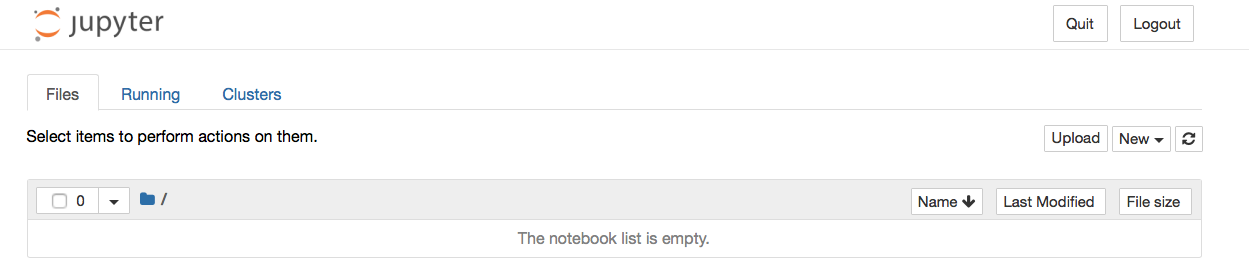 jupyter
Quit Logout
Files Running Clusters
Select items to perform actions on them.
Upload New
0 / Name Last Modified File size
The notebook list is empty.